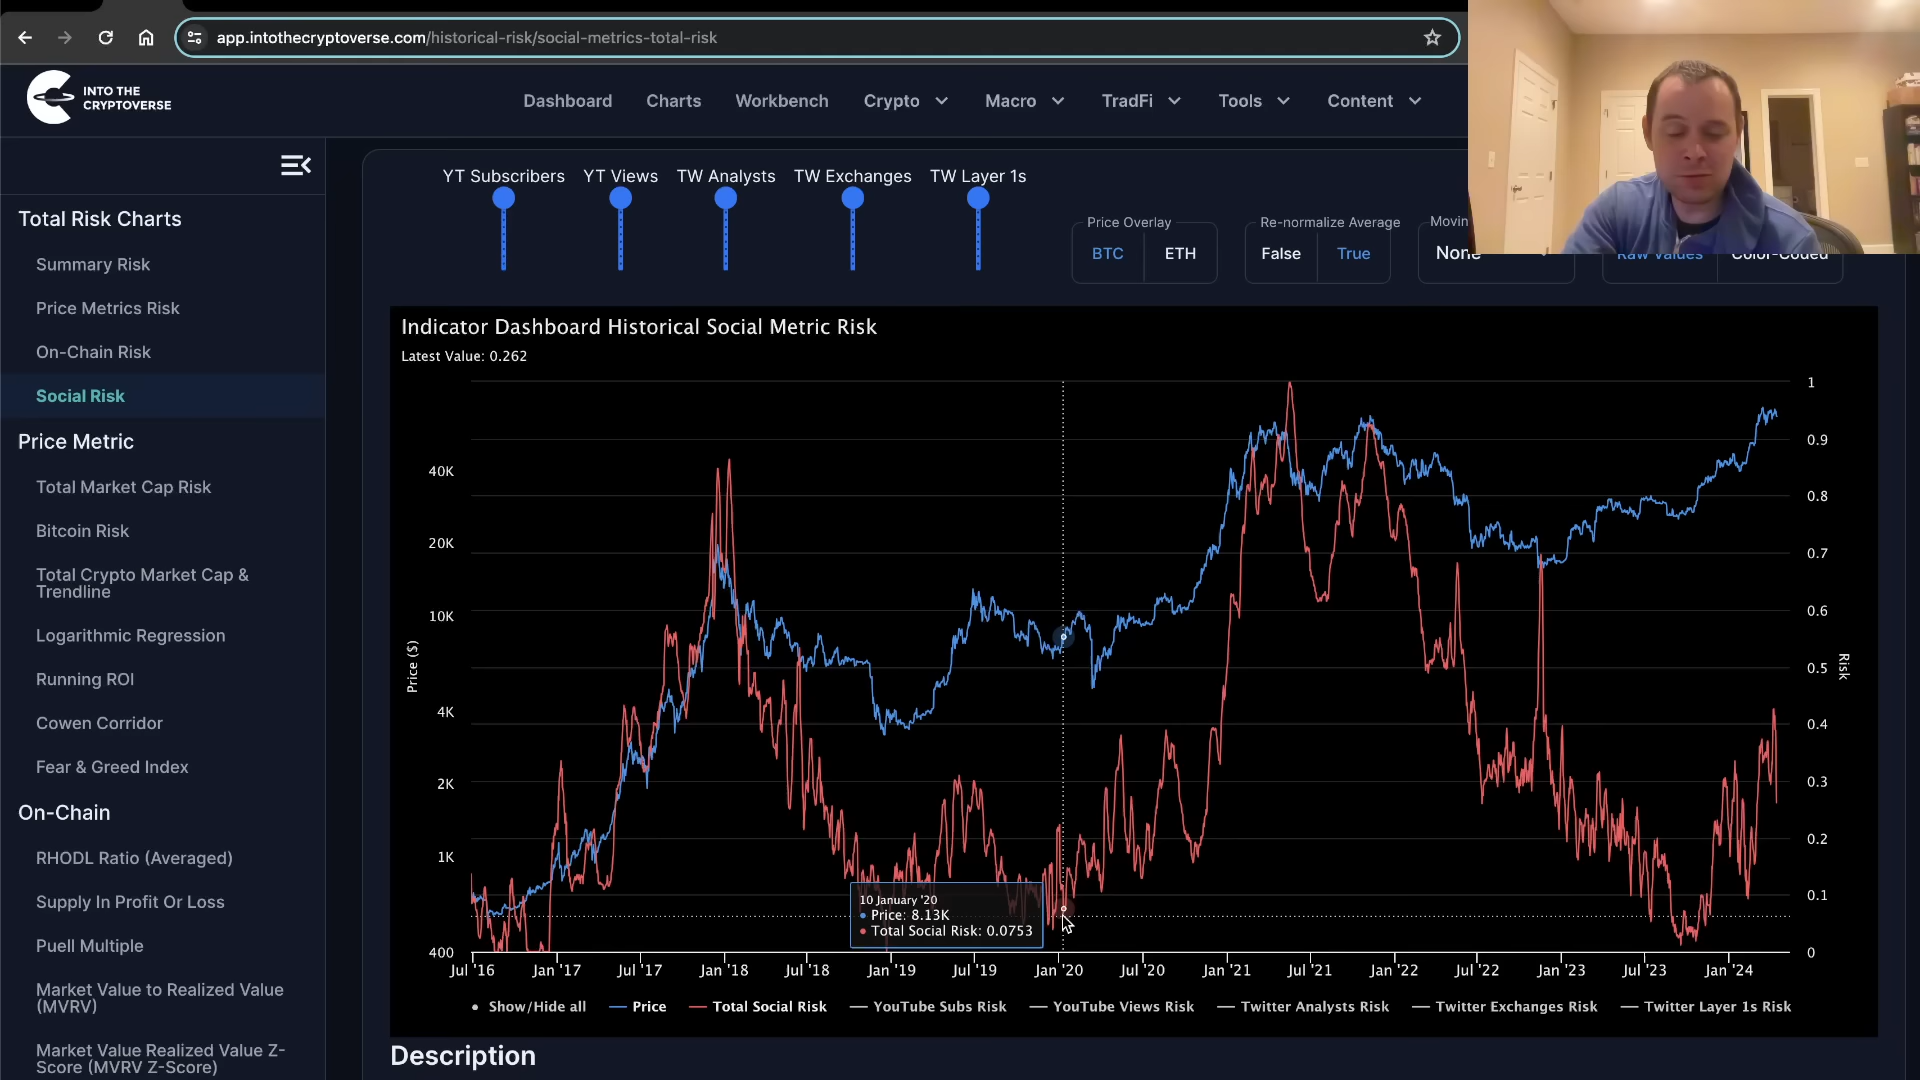 app.intothecryptoverse.com/historical-risk/social-metrics-total-risk
INTO THE
CRYPTOVERSE
Dashboard Charts Workbench Crypto Macro TradFi Tools Content
Total Risk Charts
Summary Risk
Price Metrics Risk
On-Chain Risk
Social Risk
Price Metric
Total Market Cap Risk
Bitcoin Risk
Total Crypto Market Cap &
Trendline
Logarithmic Regression
Running ROI
Cowen Corridor
Fear & Greed Index
On-Chain
RHODL Ratio (Averaged)
Supply In Profit Or Loss
Puell Multiple
Market Value to Realized Value
(MVRV)
Market Value Realized Value Z-
Score (MVRV Z-Score)
YT Subscribers YT Views TW Analysts TW Exchanges TW Layer 1s
Price Overlay
BTC ETH
Re-normalize Average
False True
Movin
None
Raw Values Color-Coded
Indicator Dashboard Historical Social Metric Risk
Latest Value: 0.262
40K
20K
10K
4K
2K
1K
400
Price ($)
1
0.9
0.8
0.7
0.6
0.5
0.4
0.3
0.2
0.1
0
Risk
10 January '20
Price: 8.13K
Total Social Risk: 0.0753
Jul '16 Jan '17 Jul '17 Jan '18 Jul '18 Jan '19 Jul '19 Jan '20 Jul '20 Jan '21 Jul '21 Jan '22 Jul '22 Jan '23 Jul '23 Jan '24
Show/Hide all Price Total Social Risk YouTube Subs Risk YouTube Views Risk Twitter Analysts Risk Twitter Exchanges Risk Twitter Layer 1s Risk
Description